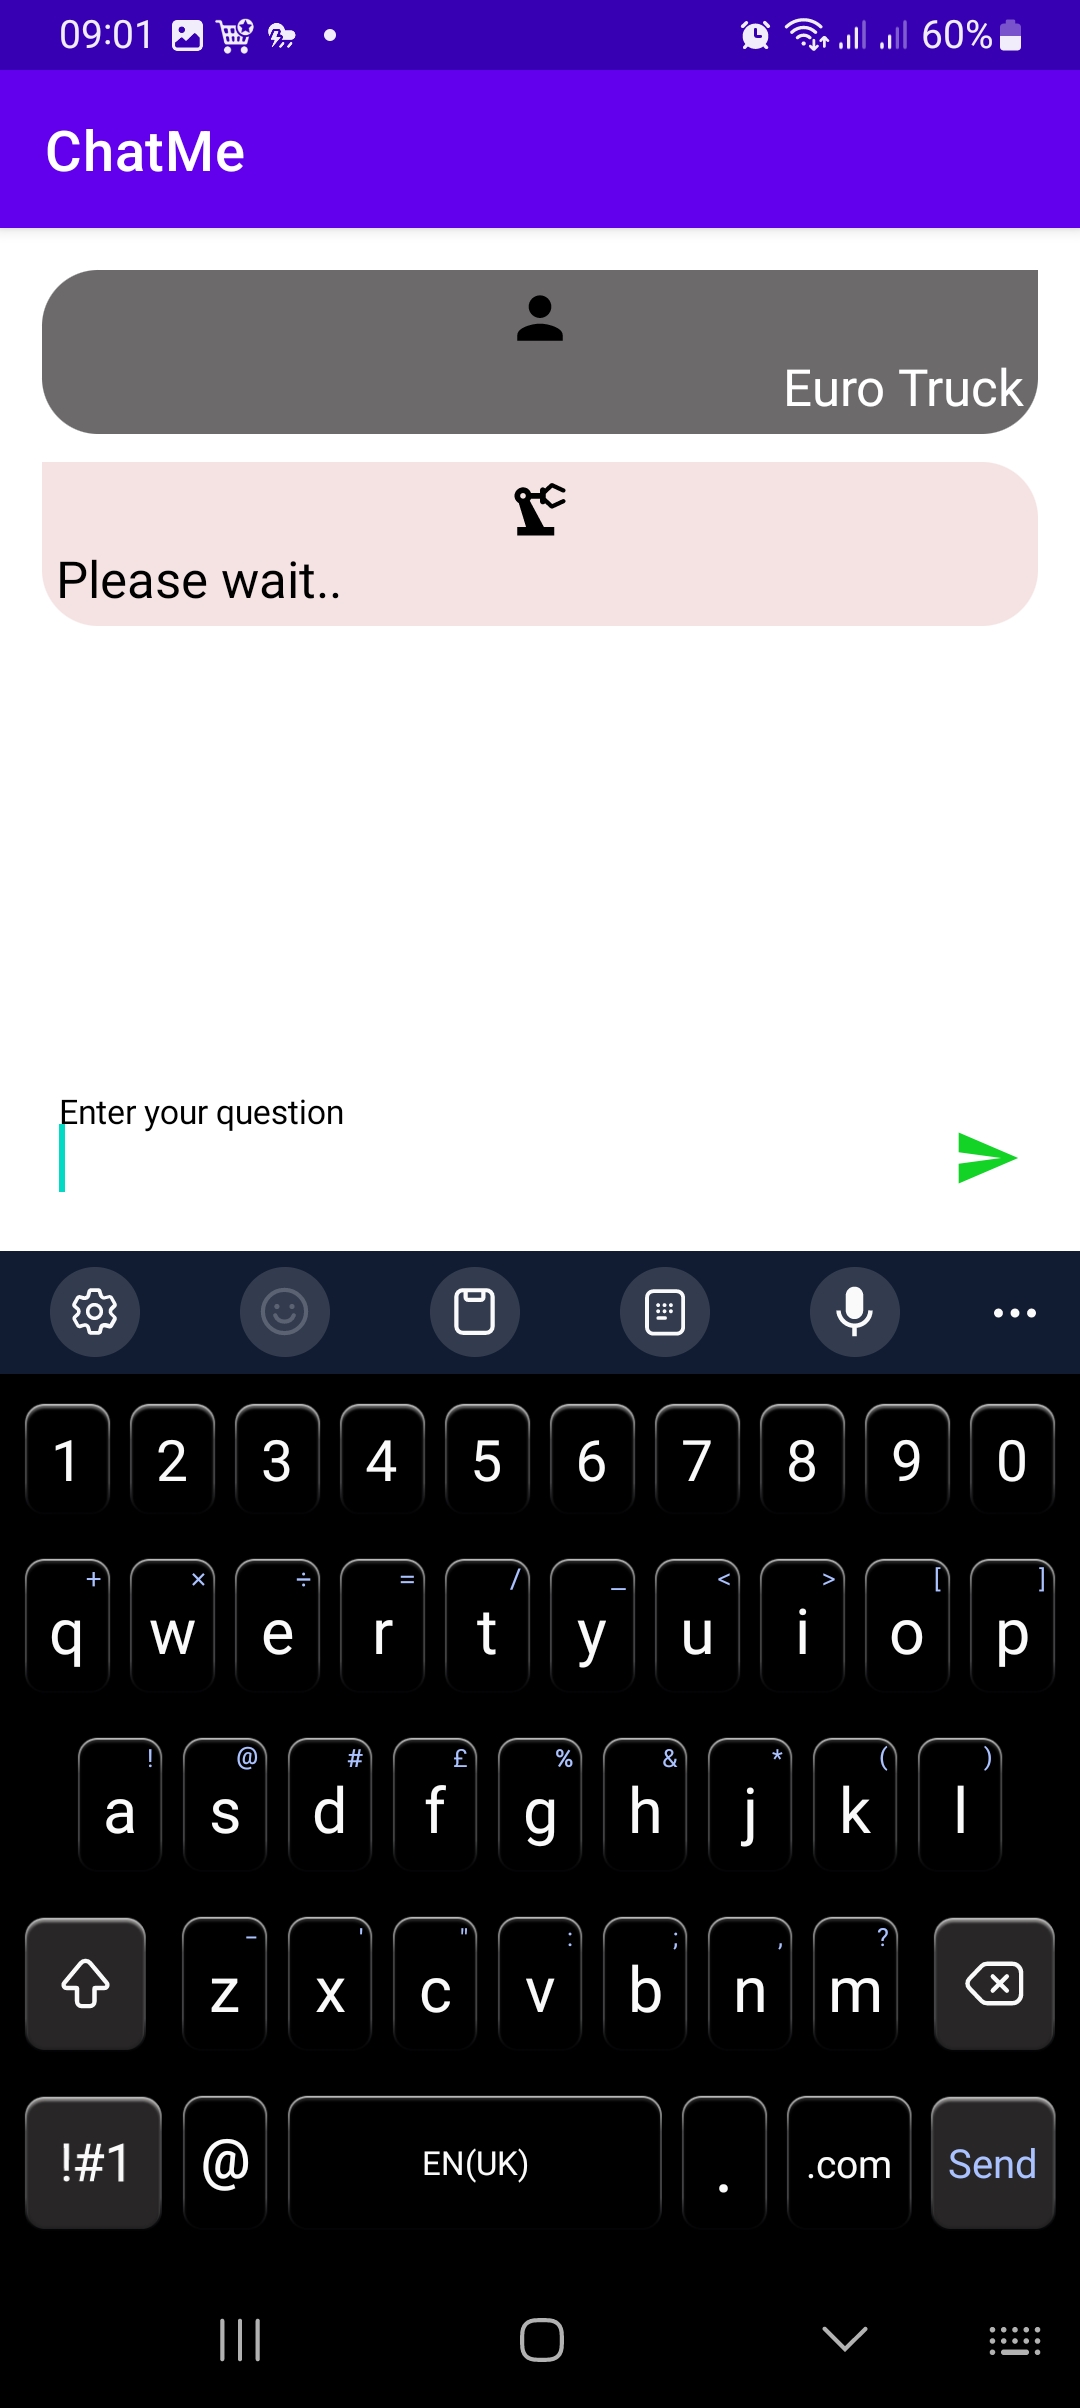 09:01 60%
ChatMe
Euro Truck
Please wait..
Enter your question
1 2 3 4 5 6 7 8 9 0
+ × ÷ = / _ < > [ ]
q w e r t y u i o p
! @ # £ % & * ( )
a s d f g h j k l
- ' " : ; , ?
z x c v b n m
!#1 @ EN(UK) . .com Send